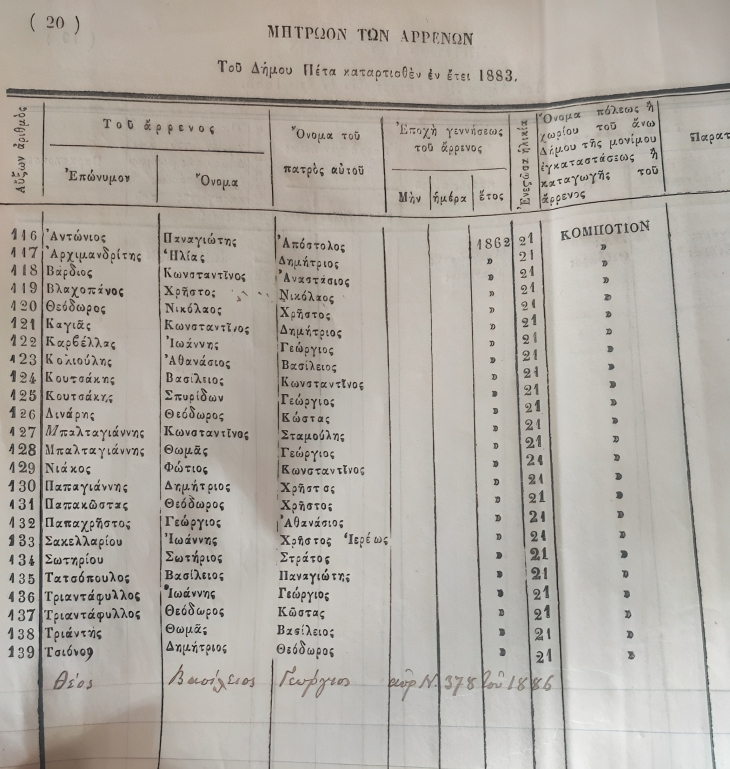 ( 20 )
ΜΗΤΡΩΟΝ ΤΩΝ ΑΡΡΕΝΩΝ
Τοῦ Δήμου Πέτα καταρτισθὲν ἐν ἔτει 1883.
Αὔξων ἀριθμὸς
Τοῦ ἄρρενος
Ἐπώνυμον
Ὄνομα
Ὄνομα τοῦ
πατρὸς αὐτοῦ
Ἐποχὴ γεννήσεως
τοῦ ἄρρενος
Μὴν ἡμέρα ἔτος
Ἐνεστῶσα ἡλικία
Ὄνομα πόλεως ἢ
χωρίου τοῦ ἄνω
Δήμου τῆς μονίμου
ἐγκαταστάσεως ἢ
καταγωγῆς τοῦ
ἄρρενος
Παρατ
116 Ἀντώνιος Παναγιώτης Ἀπόστολος 1862 21 ΚΟΜΠΟΤΙΟΝ
117 Ἀρχιμανδρίτης Ἠλίας Δημήτριος » 21 »
118 Βάρδιος Κωνσταντῖνος Ἀναστάσιος » 21 »
119 Βλαχοπάνος Χρῆστος Νικόλαος » 21 »
120 Θεόδωρος Νικόλαος Χρῆστος » 21 »
121 Καγιᾶς Κωνσταντῖνος Δημήτριος » 21 »
122 Καρβέλλας Ἰωάννης Γεώργιος » 21 »
123 Κολιούλης Ἀθανάσιος Βασίλειος » 21 »
124 Κουτσάκης Βασίλειος Κωνσταντῖνος » 21 »
125 Κουτσάκης Σπυρίδων Γεώργιος » 21 »
126 Λινάρης Θεόδωρος Κώστας » 21 »
127 Μπαλταγιάννης Κωνσταντῖνος Σταμούλης » 21 »
128 Μπαλταγιάννης Θωμᾶς Γεώργιος » 21 »
129 Νιάκος Φώτιος Κωνσταντῖνος » 21 »
130 Παπαγιάννης Δημήτριος Χρῆστος » 21 »
131 Παπακῶστας Θεόδωρος Χρῆστος » 21 »
132 Παπαχρῆστος Γεώργιος Ἀθανάσιος » 21 »
133 Σακελλαρίου Ἰωάννης Χρῆστος Ἱερέως » 21 »
134 Σωτηρίου Σωτήριος Στράτος » 21 »
135 Τατσόπουλος Βασίλειος Παναγιώτης » 21 »
136 Τριαντάφυλλος Ἰωάννης Γεώργιος » 21 »
137 Τριαντάφυλλος Θεόδωρος Κῶστας » 21 »
138 Τριάντης Θωμᾶς Βασίλειος » 21 »
139 Τσιόνος Δημήτριος Θεόδωρος » 21 »
Θέος Βασίλειος Γεώργιος 378 τοῦ 1886